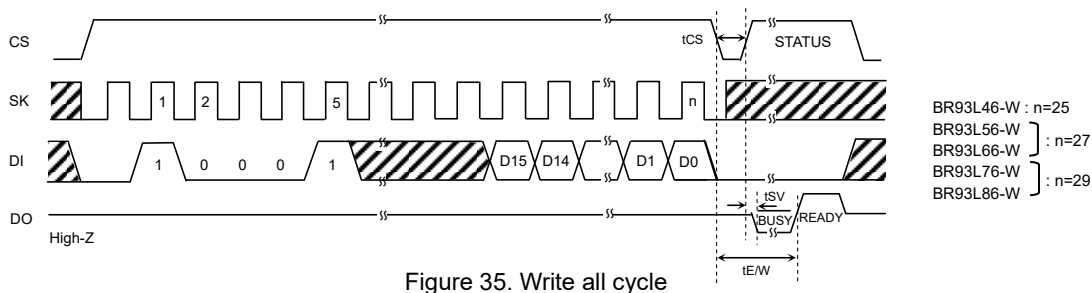 CS
tCS
STATUS
SK
1 2 5 n
DI
1 0 0 0 1 D15 D14 D1 D0
DO
High-Z
tSV
BUSY
READY
tE/W
BR93L46-W : n=25
BR93L56-W
BR93L66-W
: n=27
BR93L76-W
BR93L86-W
: n=29
Figure 35. Write all cycle